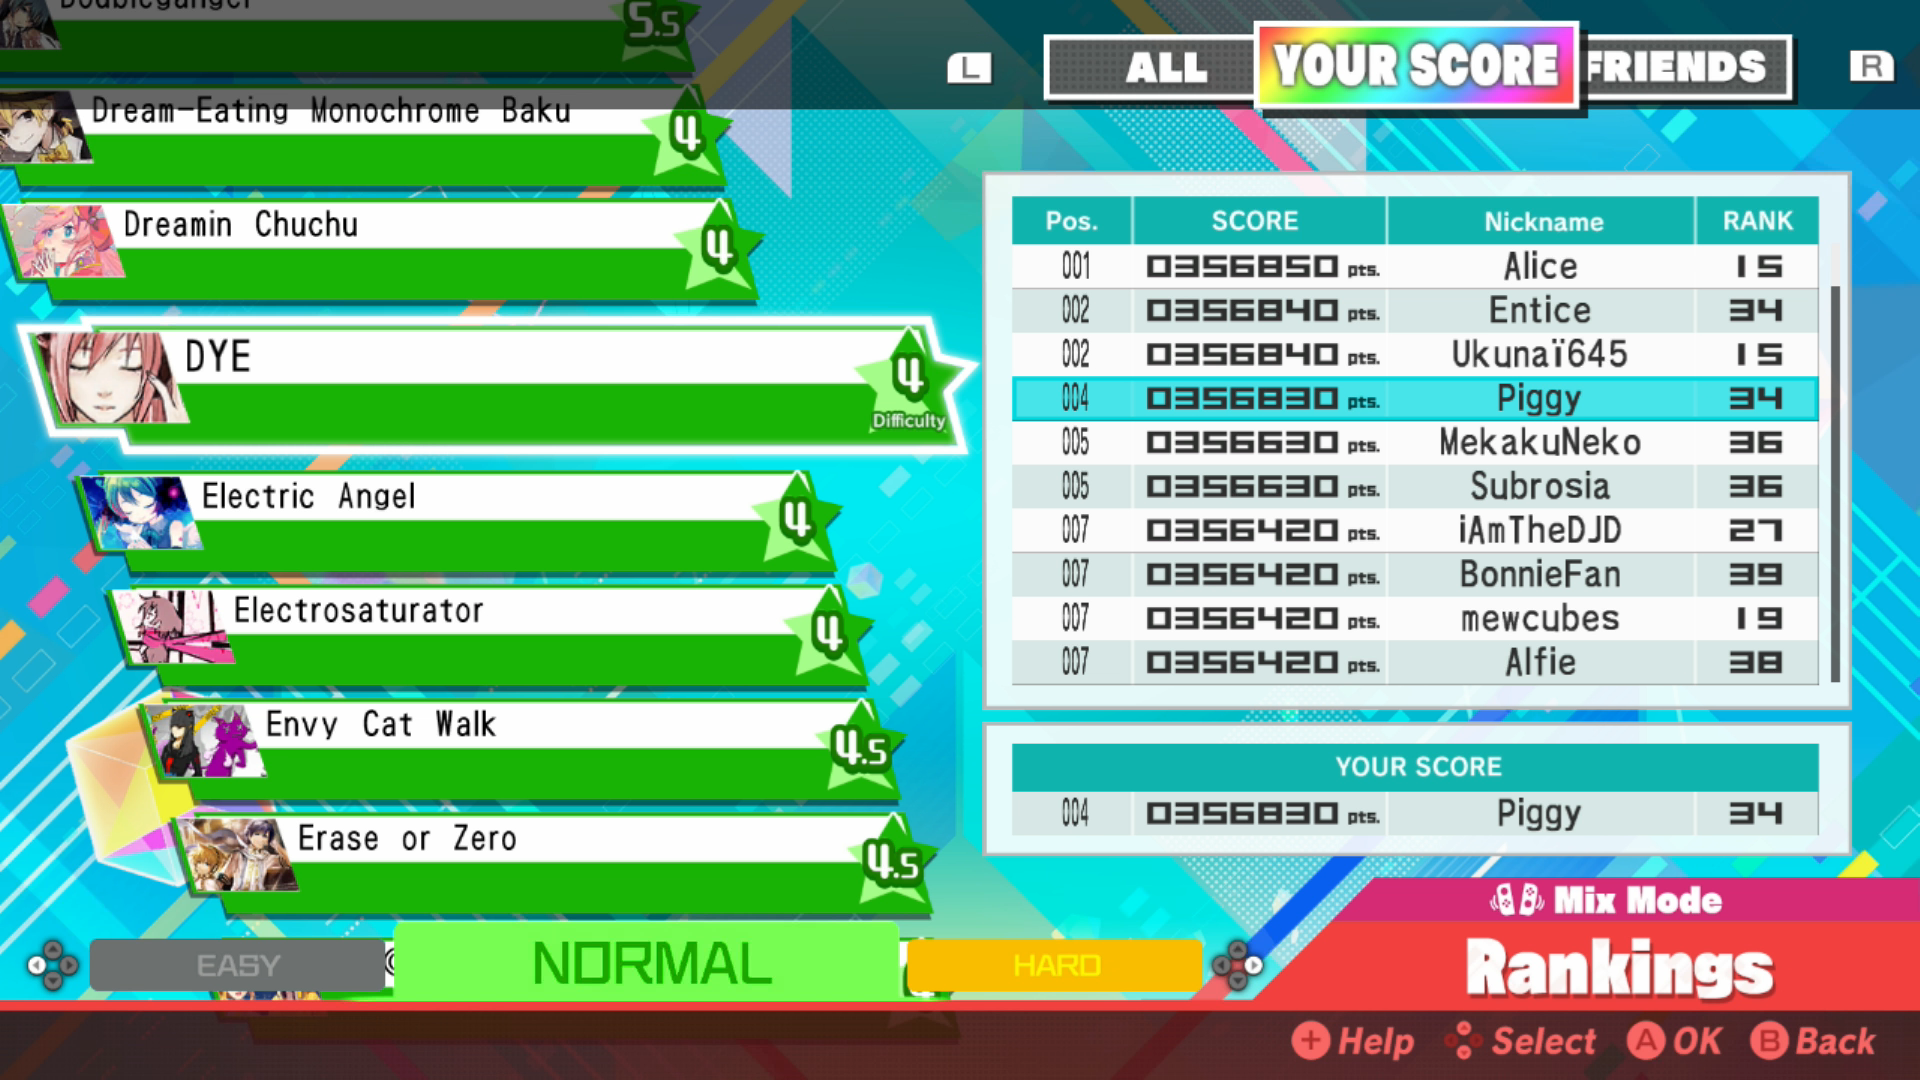 Doubleganger
5.5
Dream-Eating Monochrome Baku
4
Dreamin Chuchu
4
DYE
4
Difficulty
Electric Angel
4
Electrosaturator
4
Envy Cat Walk
4.5
Erase or Zero
4.5
L ALL YOUR SCORE FRIENDS R
Pos. SCORE Nickname RANK
001 0356850 pts. Alice 15
002 0356840 pts. Entice 34
002 0356840 pts. Ukunaï645 15
004 0356830 pts. Piggy 34
005 0356630 pts. MekakuNeko 36
005 0356630 pts. Subrosia 36
007 0356420 pts. iAmTheDJD 27
007 0356420 pts. BonnieFan 39
007 0356420 pts. mewcubes 19
007 0356420 pts. Alfie 38
YOUR SCORE
004 0356830 pts. Piggy 34
EASY NORMAL HARD
Mix Mode
Rankings
+ Help Select A OK B Back